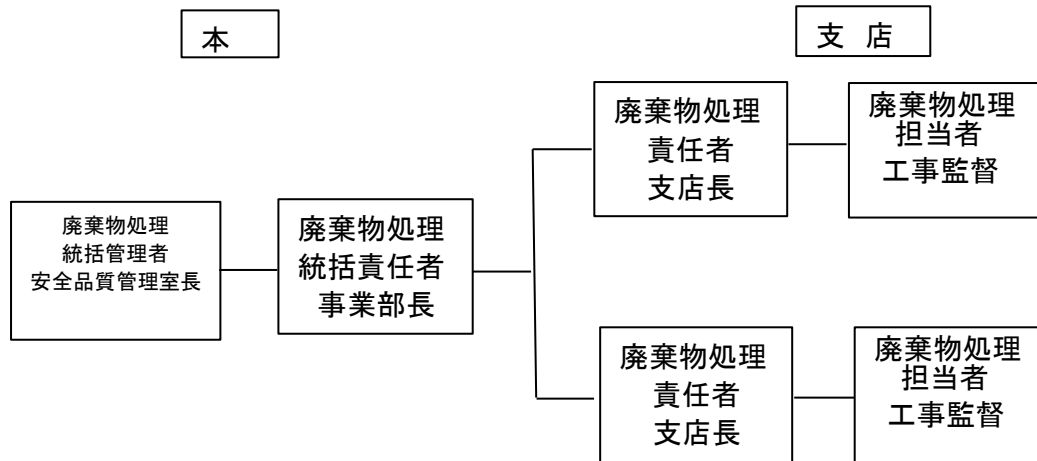 本
支 店
廃棄物処理
統括管理者
安全品質管理室長
廃棄物処理
統括責任者
事業部長
廃棄物処理
責任者
支店長
廃棄物処理
担当者
工事監督
廃棄物処理
責任者
支店長
廃棄物処理
担当者
工事監督